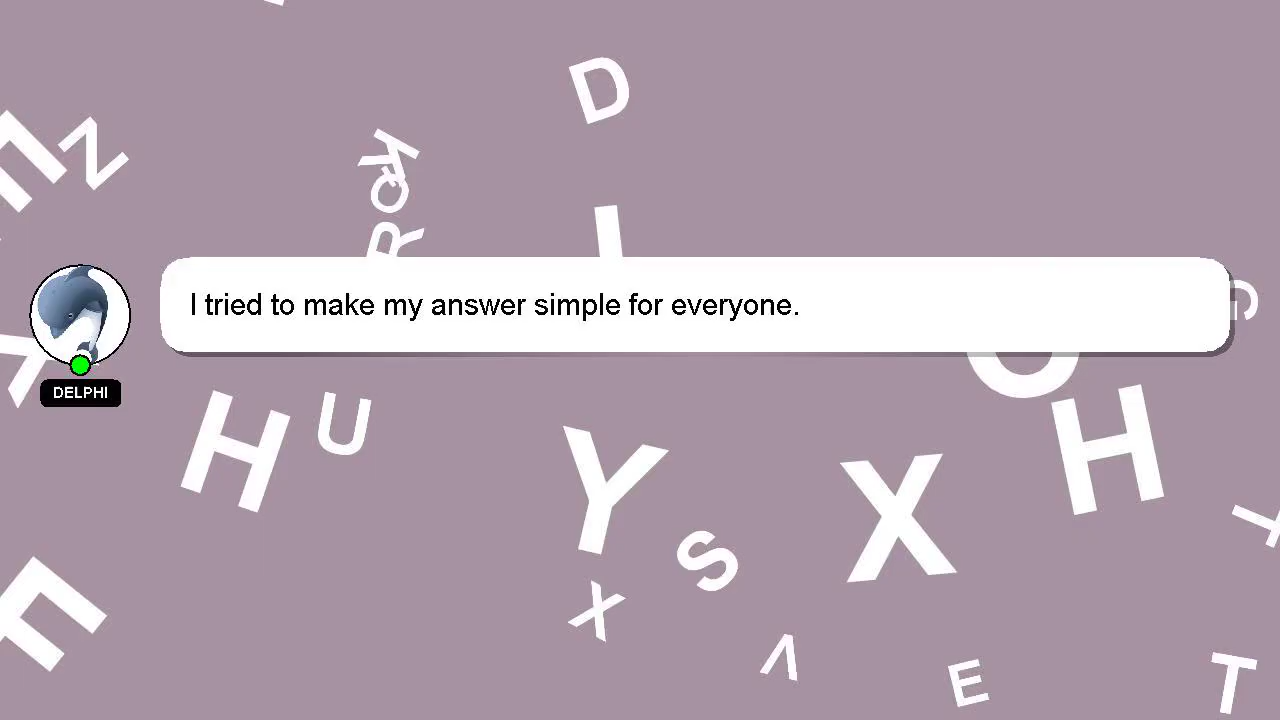 I tried to make my answer simple for everyone.
DELPHI
D
Z
K
R
H
U
Y
X
H
S
X
V
E
T